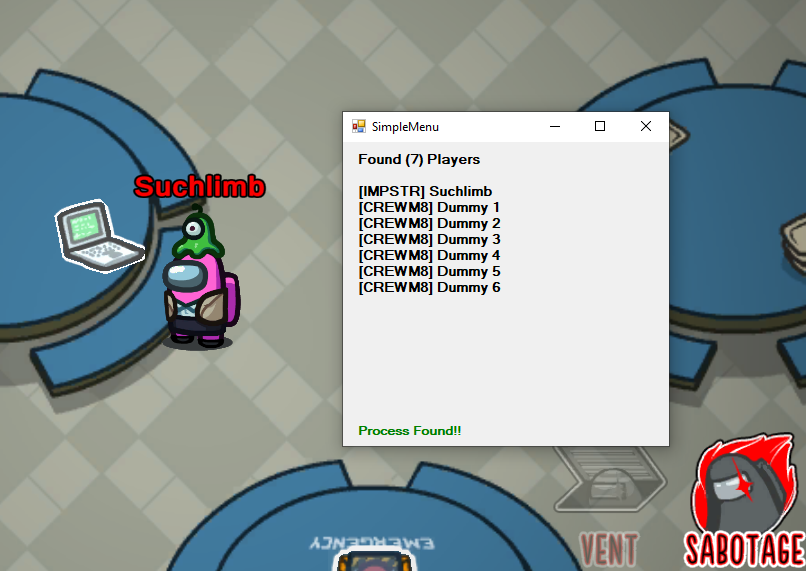 SimpleMenu
Found (7) Players
[IMPSTR] Suchlimb
[CREWM8] Dummy 1
[CREWM8] Dummy 2
[CREWM8] Dummy 3
[CREWM8] Dummy 4
[CREWM8] Dummy 5
[CREWM8] Dummy 6
Process Found!!
Suchlimb
EMERGENCY
VENT
SABOTAGE